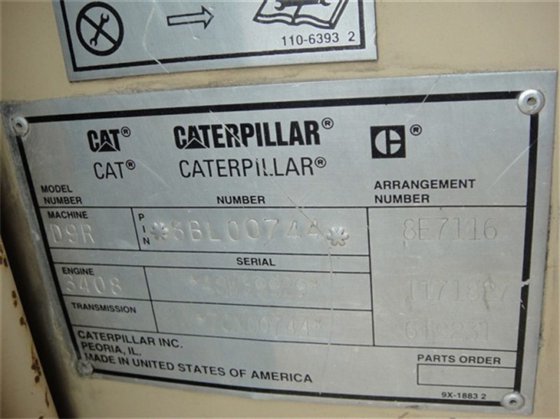 110-6393 2
CAT® CATERPILLAR® ®
CAT® CATERPILLAR®
MODEL NUMBER NUMBER ARRANGEMENT NUMBER
MACHINE PIN
D9R 8E7116
SERIAL
ENGINE
3408
TRANSMISSION
CATERPILLAR INC.
PEORIA, IL.
MADE IN UNITED STATES OF AMERICA
PARTS ORDER
9X-1883 2